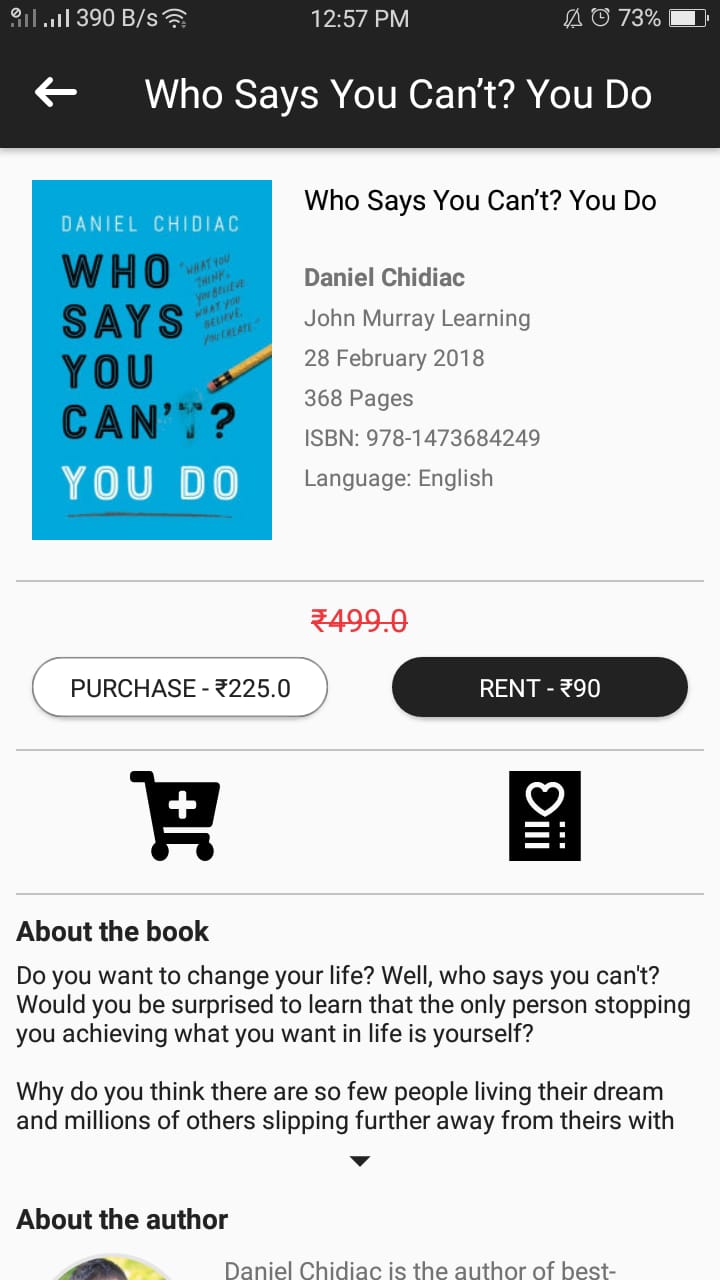 390 B/s 12:57 PM 73%
Who Says You Can’t? You Do
DANIEL CHIDIAC
WHO
SAYS
YOU
CAN'T?
YOU DO
"WHAT YOU
THINK,
YOU BELIEVE
WHAT YOU
BELIEVE,
YOU CREATE."
Who Says You Can’t? You Do
Daniel Chidiac
John Murray Learning
28 February 2018
368 Pages
ISBN: 978-1473684249
Language: English
₹499.0
PURCHASE - ₹225.0
RENT - ₹90
About the book
Do you want to change your life? Well, who says you can't?
Would you be surprised to learn that the only person stopping
you achieving what you want in life is yourself?
Why do you think there are so few people living their dream
and millions of others slipping further away from theirs with
About the author
Daniel Chidiac is the author of best-